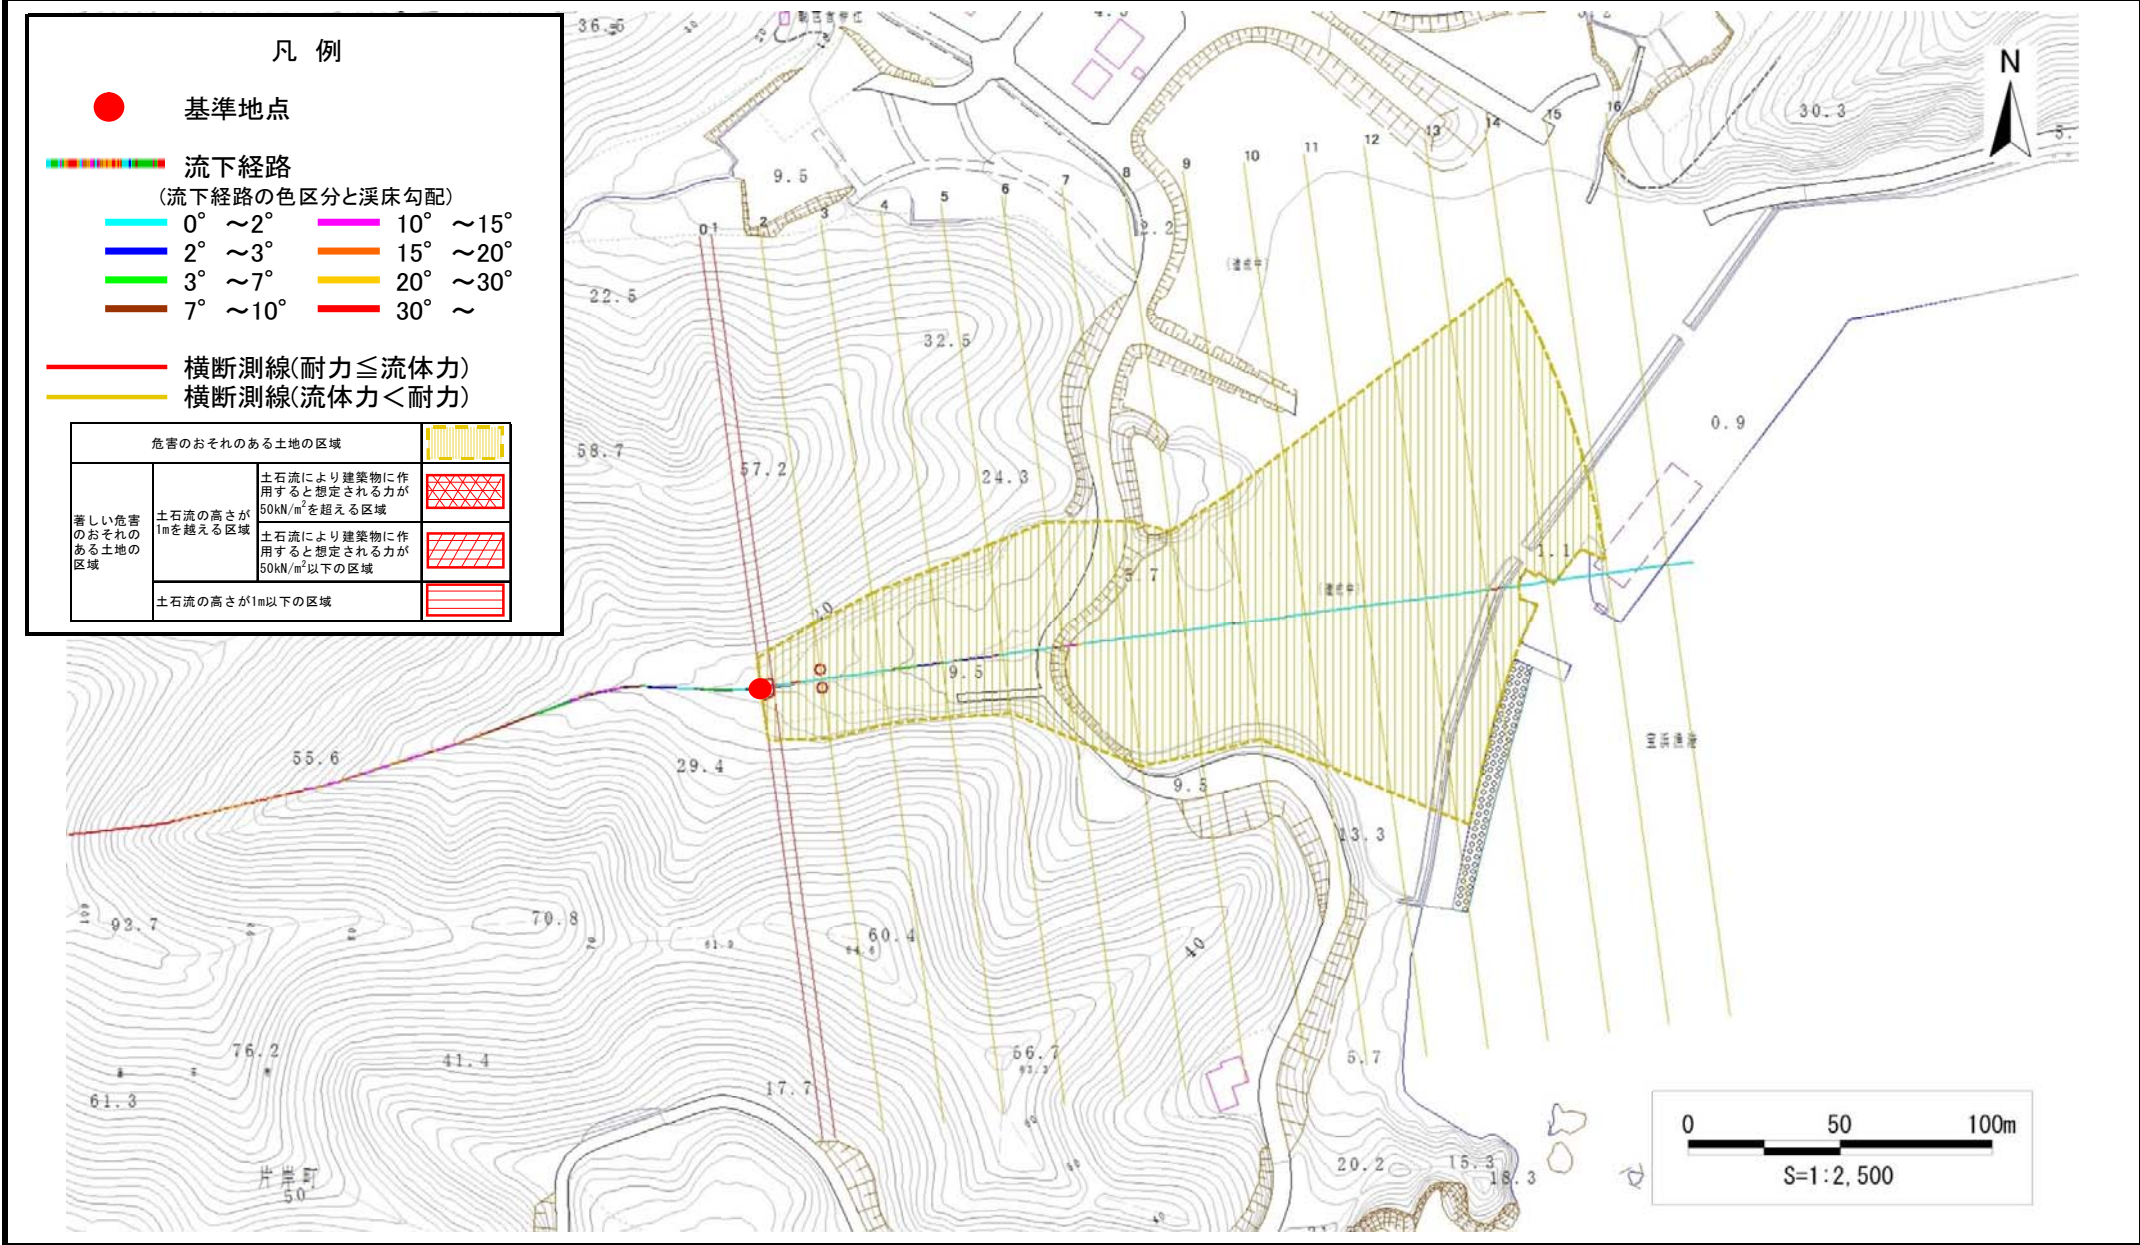 凡 例
基準地点
流下経路
(流下経路の色区分と渓床勾配)
0° ～2° 10° ～15°
2° ～3° 15° ～20°
3° ～7° 20° ～30°
7° ～10° 30° ～
横断測線(耐力≦流体力)
横断測線(流体力＜耐力)
危害のおそれのある土地の区域
著しい危害
のおそれの
ある土地の
区域
土石流の高さが
1mを越える区域
土石流により建築物に作
用すると想定される力が
50kN/m²を超える区域
土石流により建築物に作
用すると想定される力が
50kN/m²以下の区域
土石流の高さが1m以下の区域
N
36.5
30.3
9.5
2.2
22.5
32.5
58.7
57.2
24.3
0.9
1.1
3.7
9.5
55.6
29.4
9.5
13.3
93.7
70.8
61.9
60.4
64.6
40
76.2
41.4
56.7
63.3
5.7
61.3
17.7
片岸町
50
20.2
15.3
18.3
0 1 2 3 4 5 6 7 8 9 10 11 12 13 14 15 16
0 50 100m
S=1:2,500